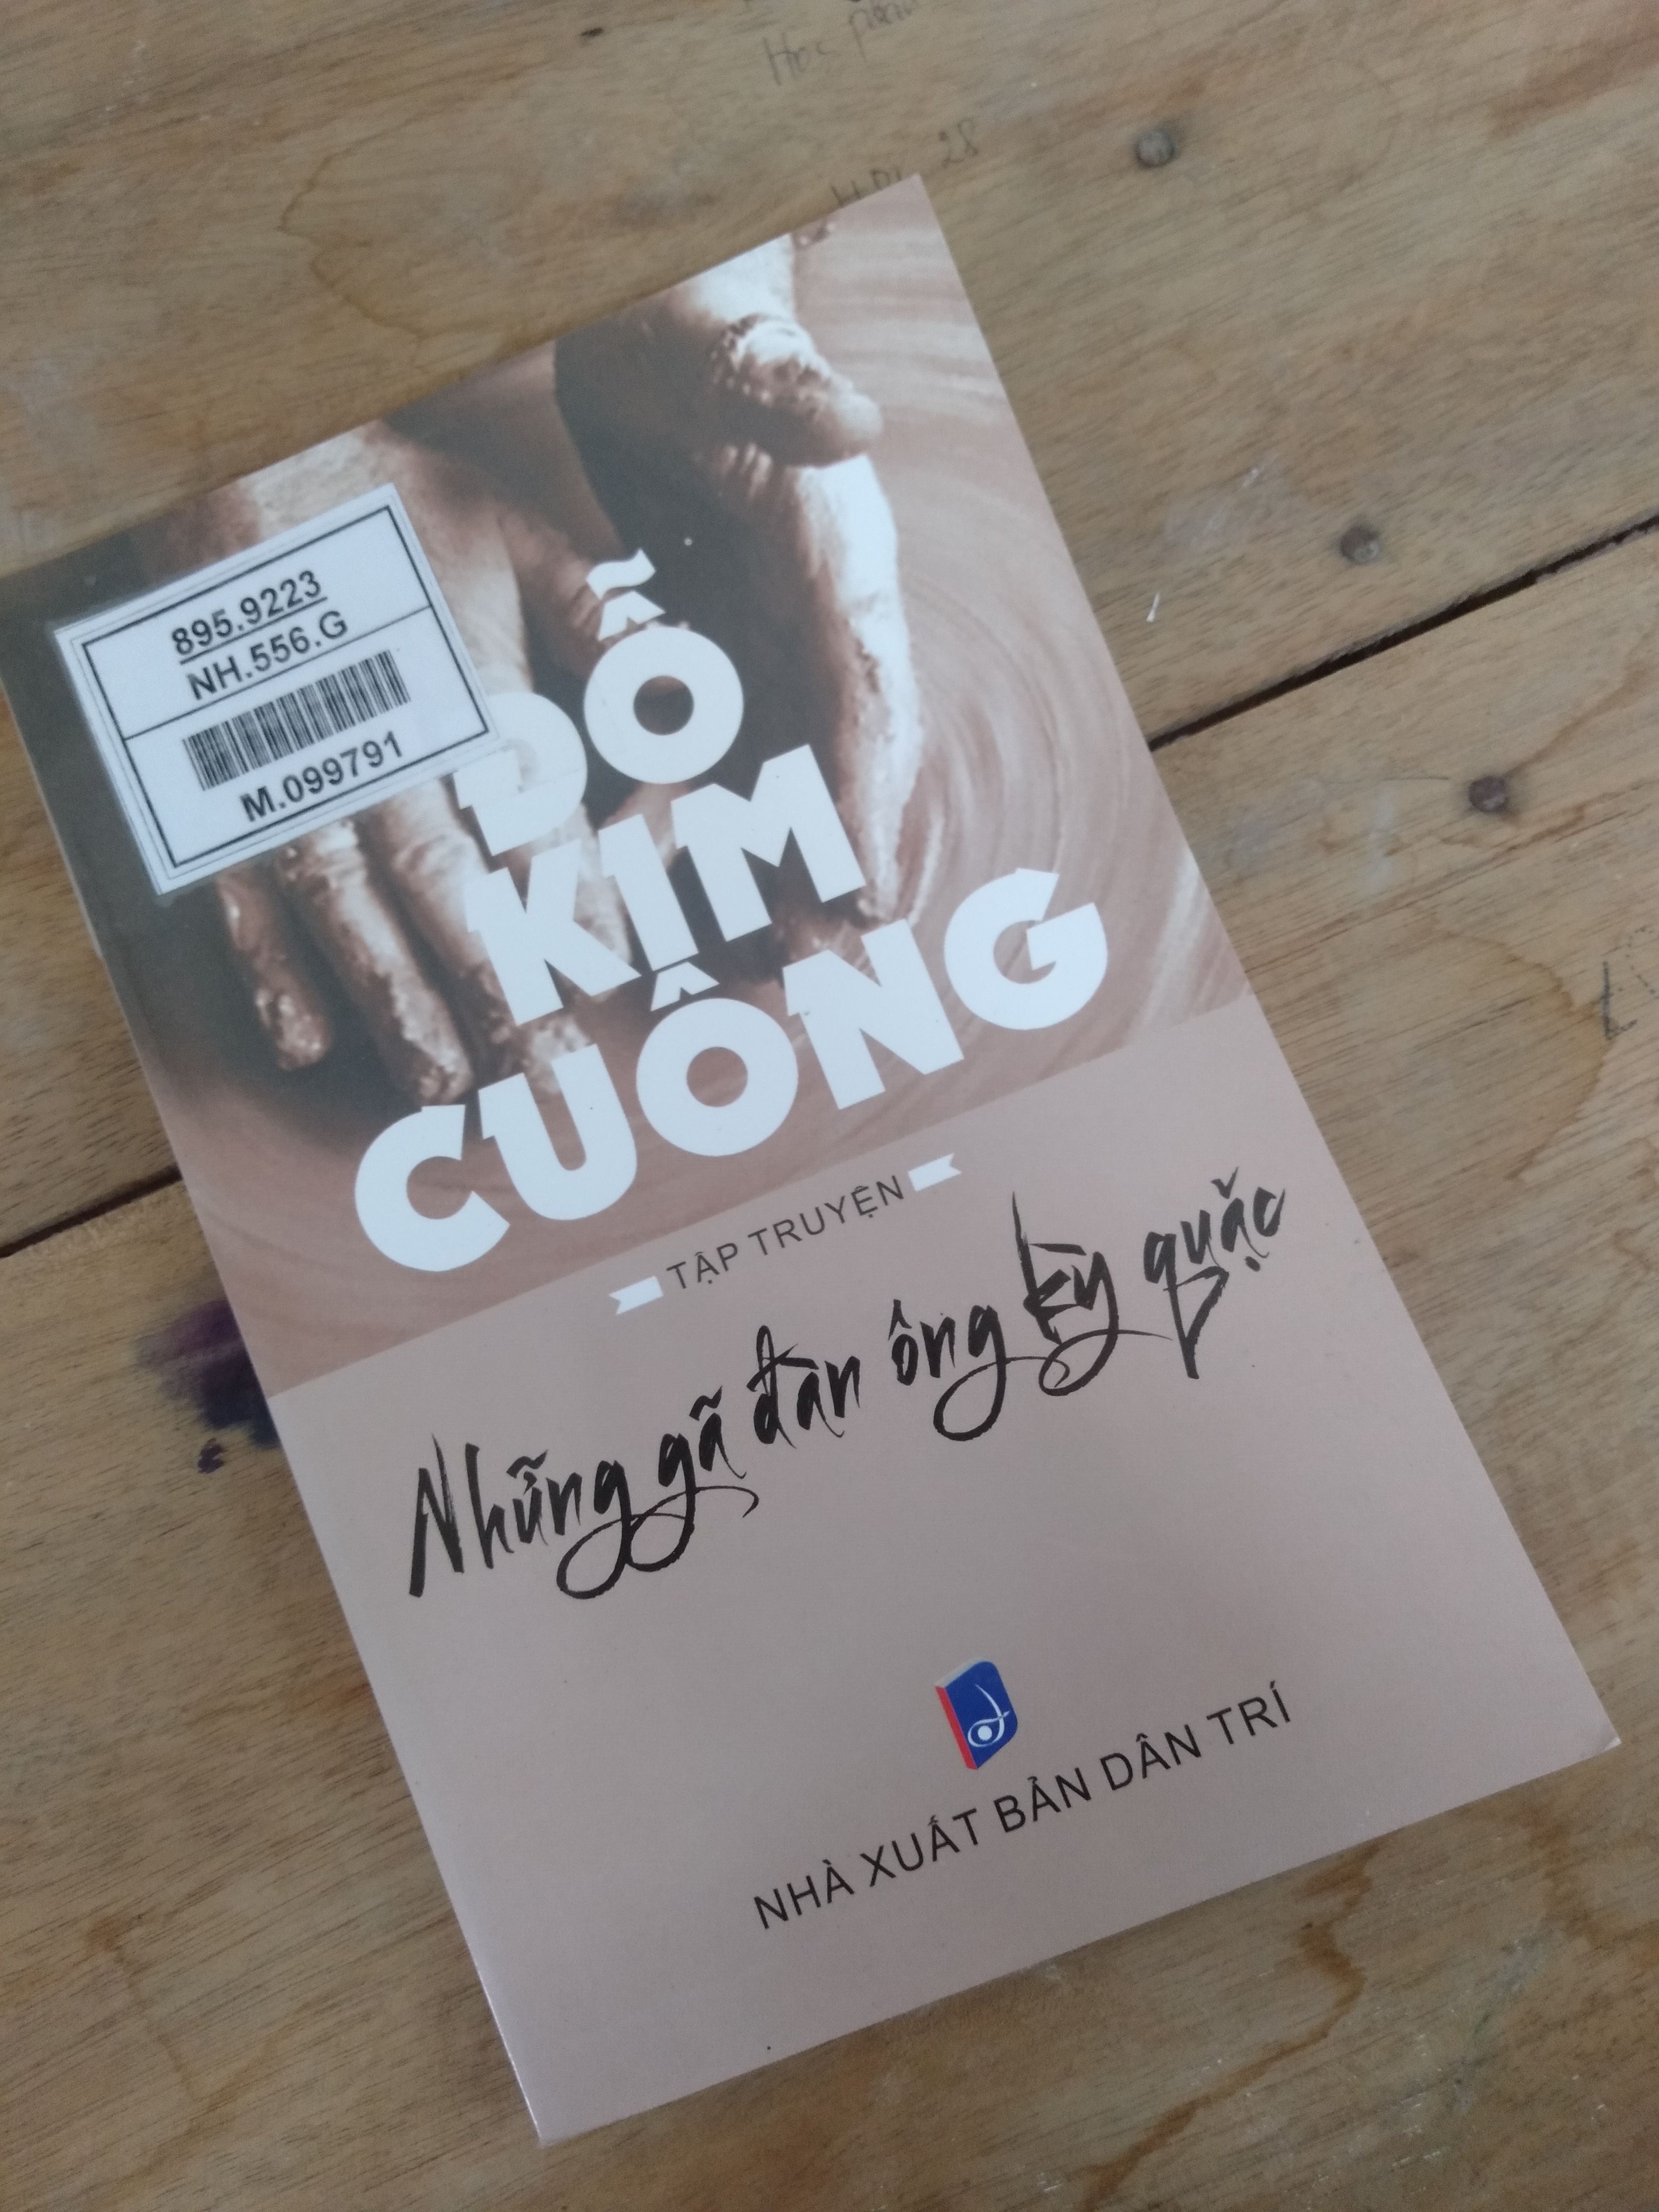 895.9223
NH.556.G
M.099791
ĐỖ
KIM
CUÔNG
TẬP TRUYỆN
Những gã đàn ông kỳ quặc
NHÀ XUẤT BẢN DÂN TRÍ